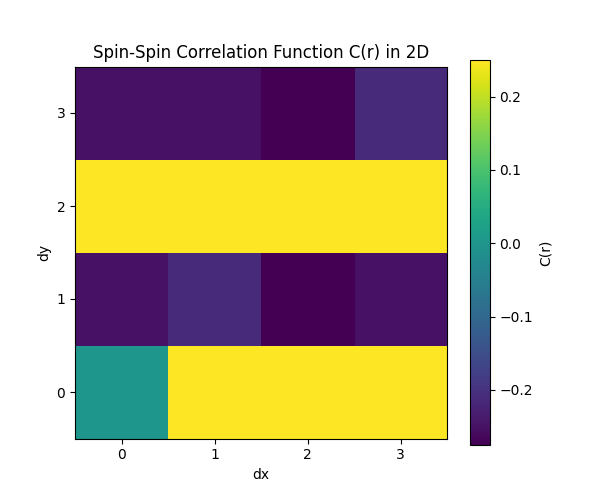 Spin-Spin Correlation Function C(r) in 2D
3
2
1
0
dy
0 1 2 3
dx
0.2
0.1
0.0
−0.1
−0.2
C(r)